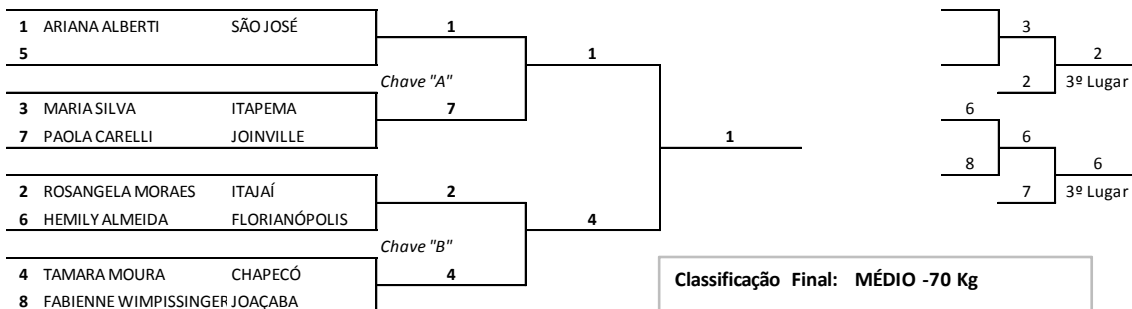 1 ARIANA ALBERTI SÃO JOSÉ 1 3
5 1 2
Chave "A" 2 3º Lugar
3 MARIA SILVA ITAPEMA 7 6
7 PAOLA CARELLI JOINVILLE 1 6
8 6
2 ROSANGELA MORAES ITAJAÍ 2 7 3º Lugar
6 HEMILY ALMEIDA FLORIANÓPOLIS 4
Chave "B"
4 TAMARA MOURA CHAPECÓ 4 Classificação Final: MÉDIO -70 Kg
8 FABIENNE WIMPISSINGER JOAÇABA